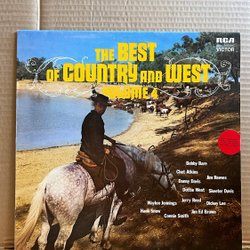 RCA
VICTOR
THE BEST
OF COUNTRY AND WEST
VOLUME 4
Bobby Bare
Chet Atkins
Jim Reeves
Danny Davis
Dottie West
Skeeter Davis
Jerry Reed
Waylon Jennings
Dickey Lee
Hank Snow
Jim Ed Brown
Connie Smith